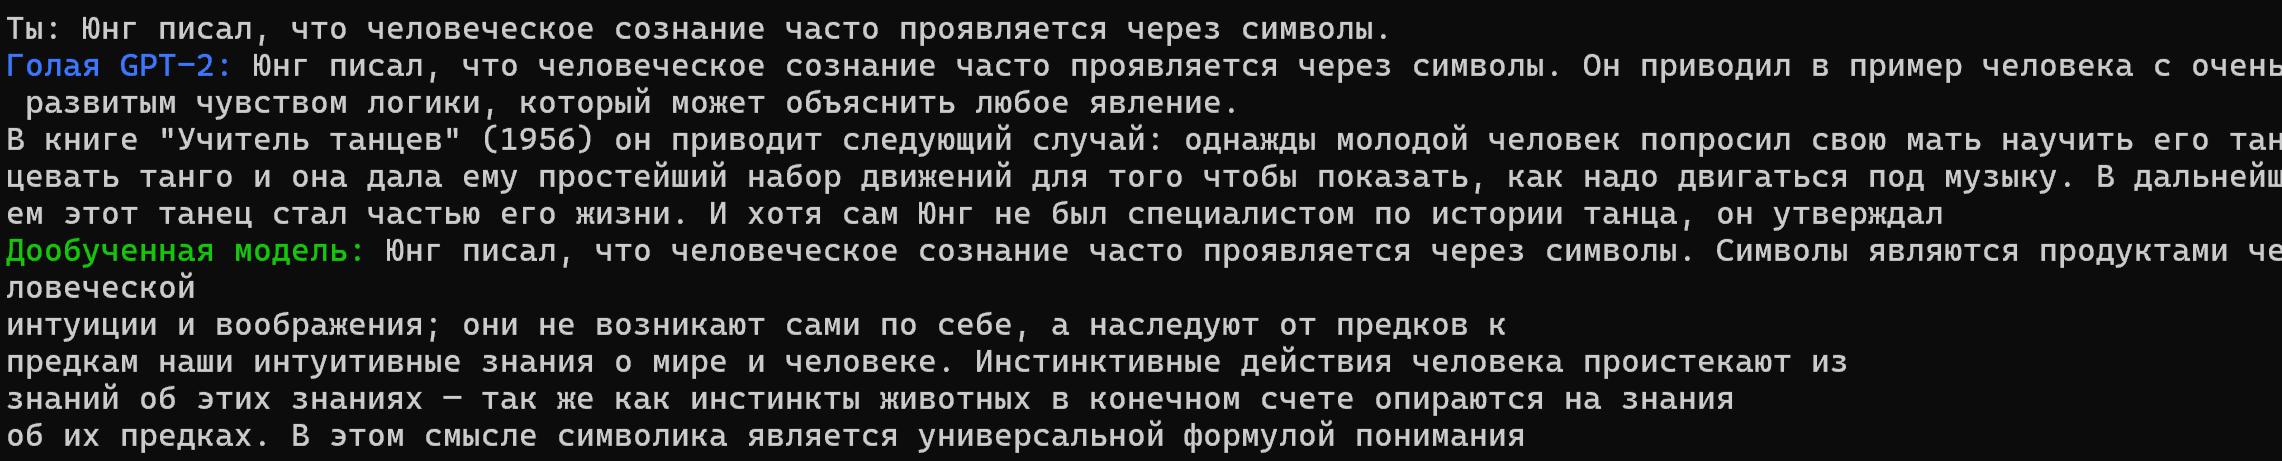 Ты: Юнг писал, что человеческое сознание часто проявляется через символы.
Голая GPT-2: Юнг писал, что человеческое сознание часто проявляется через символы. Он приводил в пример человека с очень
развитым чувством логики, который может объяснить любое явление.
В книге "Учитель танцев" (1956) он приводит следующий случай: однажды молодой человек попросил свою мать научить его тан
цевать танго и она дала ему простейший набор движений для того чтобы показать, как надо двигаться под музыку. В дальнейш
ем этот танец стал частью его жизни. И хотя сам Юнг не был специалистом по истории танца, он утверждал
Дообученная модель: Юнг писал, что человеческое сознание часто проявляется через символы. Символы являются продуктами че
ловеческой
интуиции и воображения; они не возникают сами по себе, а наследуют от предков к
предкам наши интуитивные знания о мире и человеке. Инстинктивные действия человека проистекают из
знаний об этих знаниях — так же как инстинкты животных в конечном счете опираются на знания
об их предках. В этом смысле символика является универсальной формулой понимания